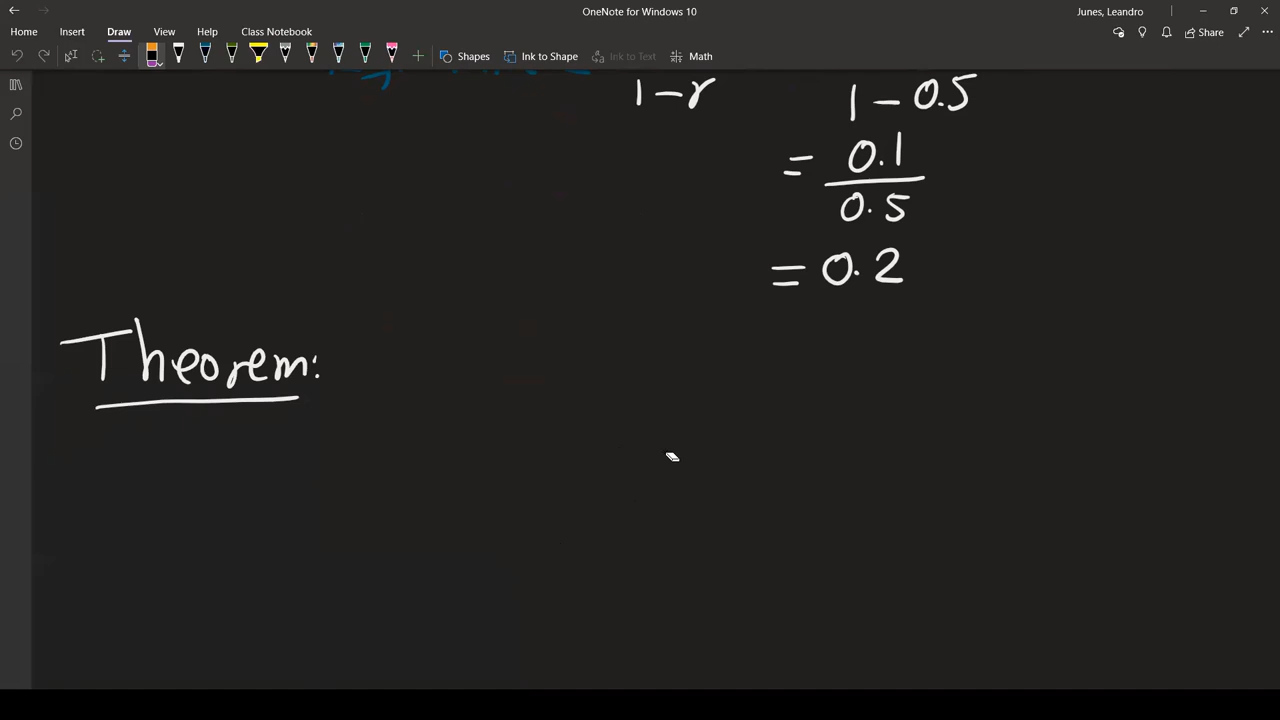 OneNote for Windows 10
Junes, Leandro
Home Insert Draw View Help Class Notebook
Share
Shapes Ink to Shape Ink to Text Math
1-r 1-0.5
= 0.1
0.5
= 0.2
Theorem: